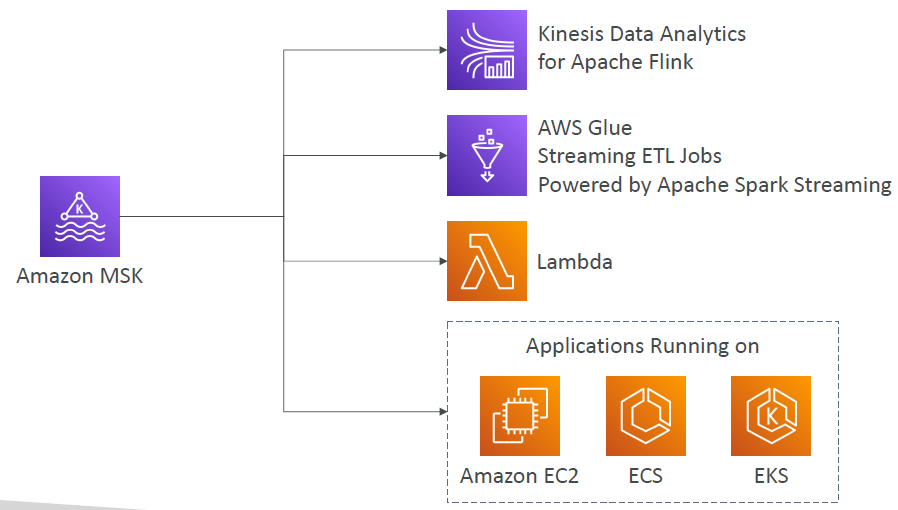 Kinesis Data Analytics
for Apache Flink
AWS Glue
Streaming ETL Jobs
Powered by Apache Spark Streaming
K
Amazon MSK
Lambda
Applications Running on
K
Amazon EC2
ECS
EKS